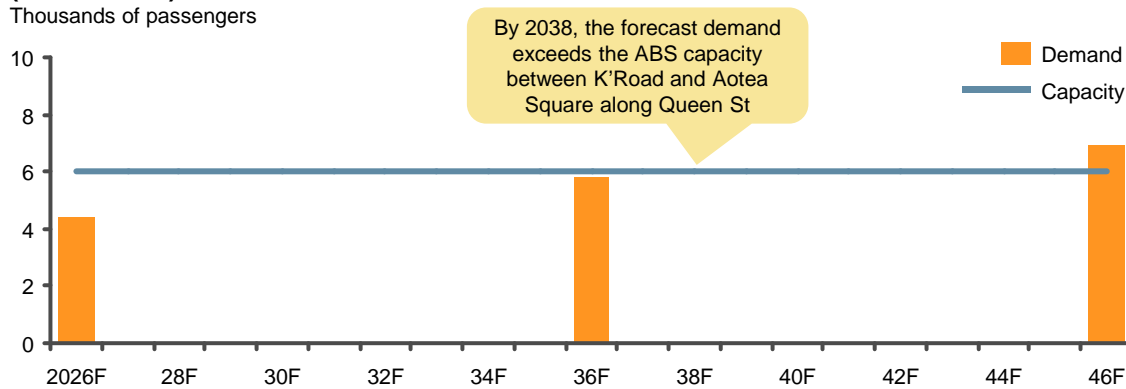 Thousands of passengers
By 2038, the forecast demand
exceeds the ABS capacity
between K'Road and Aotea
Square along Queen St
Demand
Capacity
10
8
6
4
2
0
2026F 28F 30F 32F 34F 36F 38F 40F 42F 44F 46F